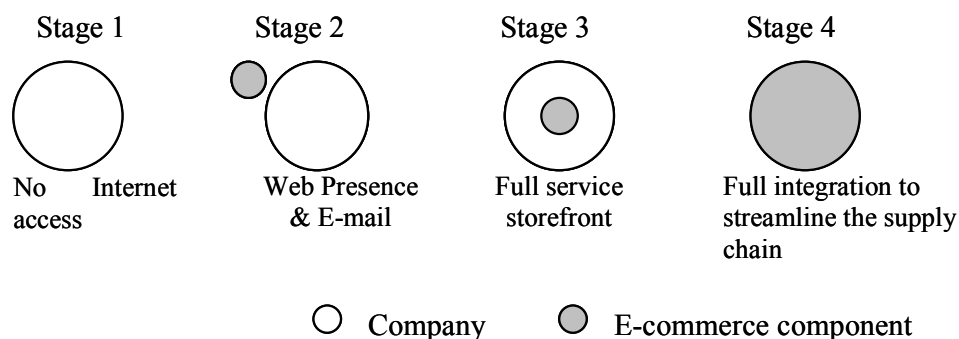 Stage 1
Stage 2
Stage 3
Stage 4
No Internet
access
Web Presence
& E-mail
Full service
storefront
Full integration to
streamline the supply
chain
Company
E-commerce component